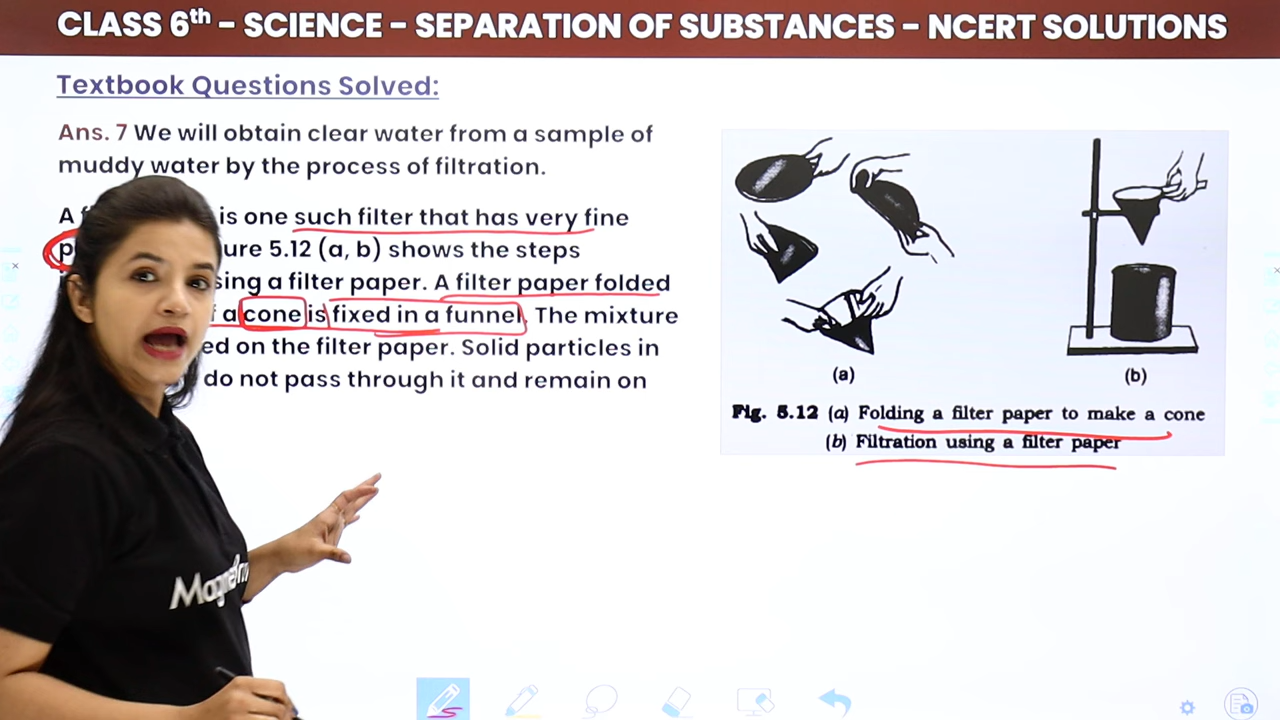 CLASS 6th – SCIENCE – SEPARATION OF SUBSTANCES – NCERT SOLUTIONS
Textbook Questions Solved:
Ans. 7 We will obtain clear water from a sample of
muddy water by the process of filtration.
A is one such filter that has very fine
5.12 (a, b) shows the steps
using a filter paper. A filter paper folded
a cone is fixed in a funnel. The mixture
on the filter paper. Solid particles in
do not pass through it and remain on
(a)
(b)
Fig. 5.12 (a) Folding a filter paper to make a cone
(b) Filtration using a filter paper